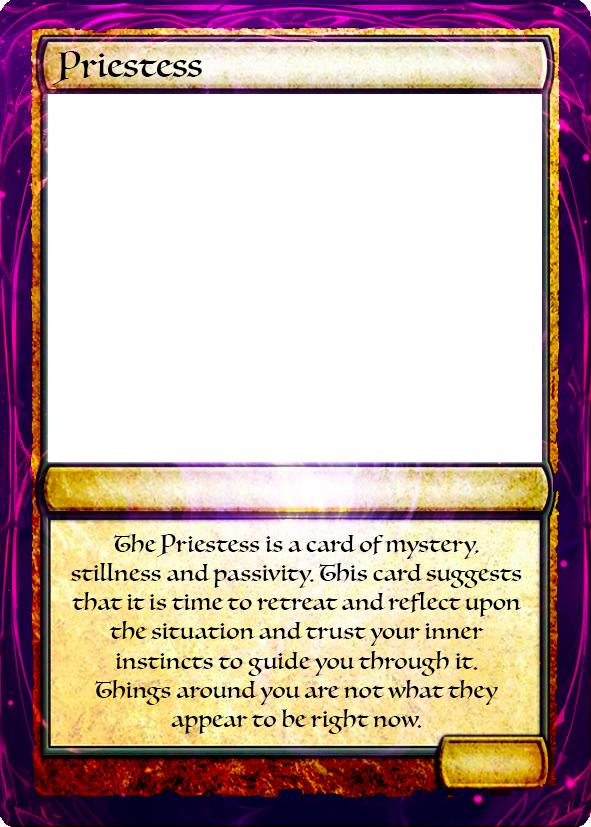 Priestess
The Priestess is a card of mystery,
stillness and passivity. This card suggests
that it is time to retreat and reflect upon
the situation and trust your inner
instincts to guide you through it.
Things around you are not what they
appear to be right now.